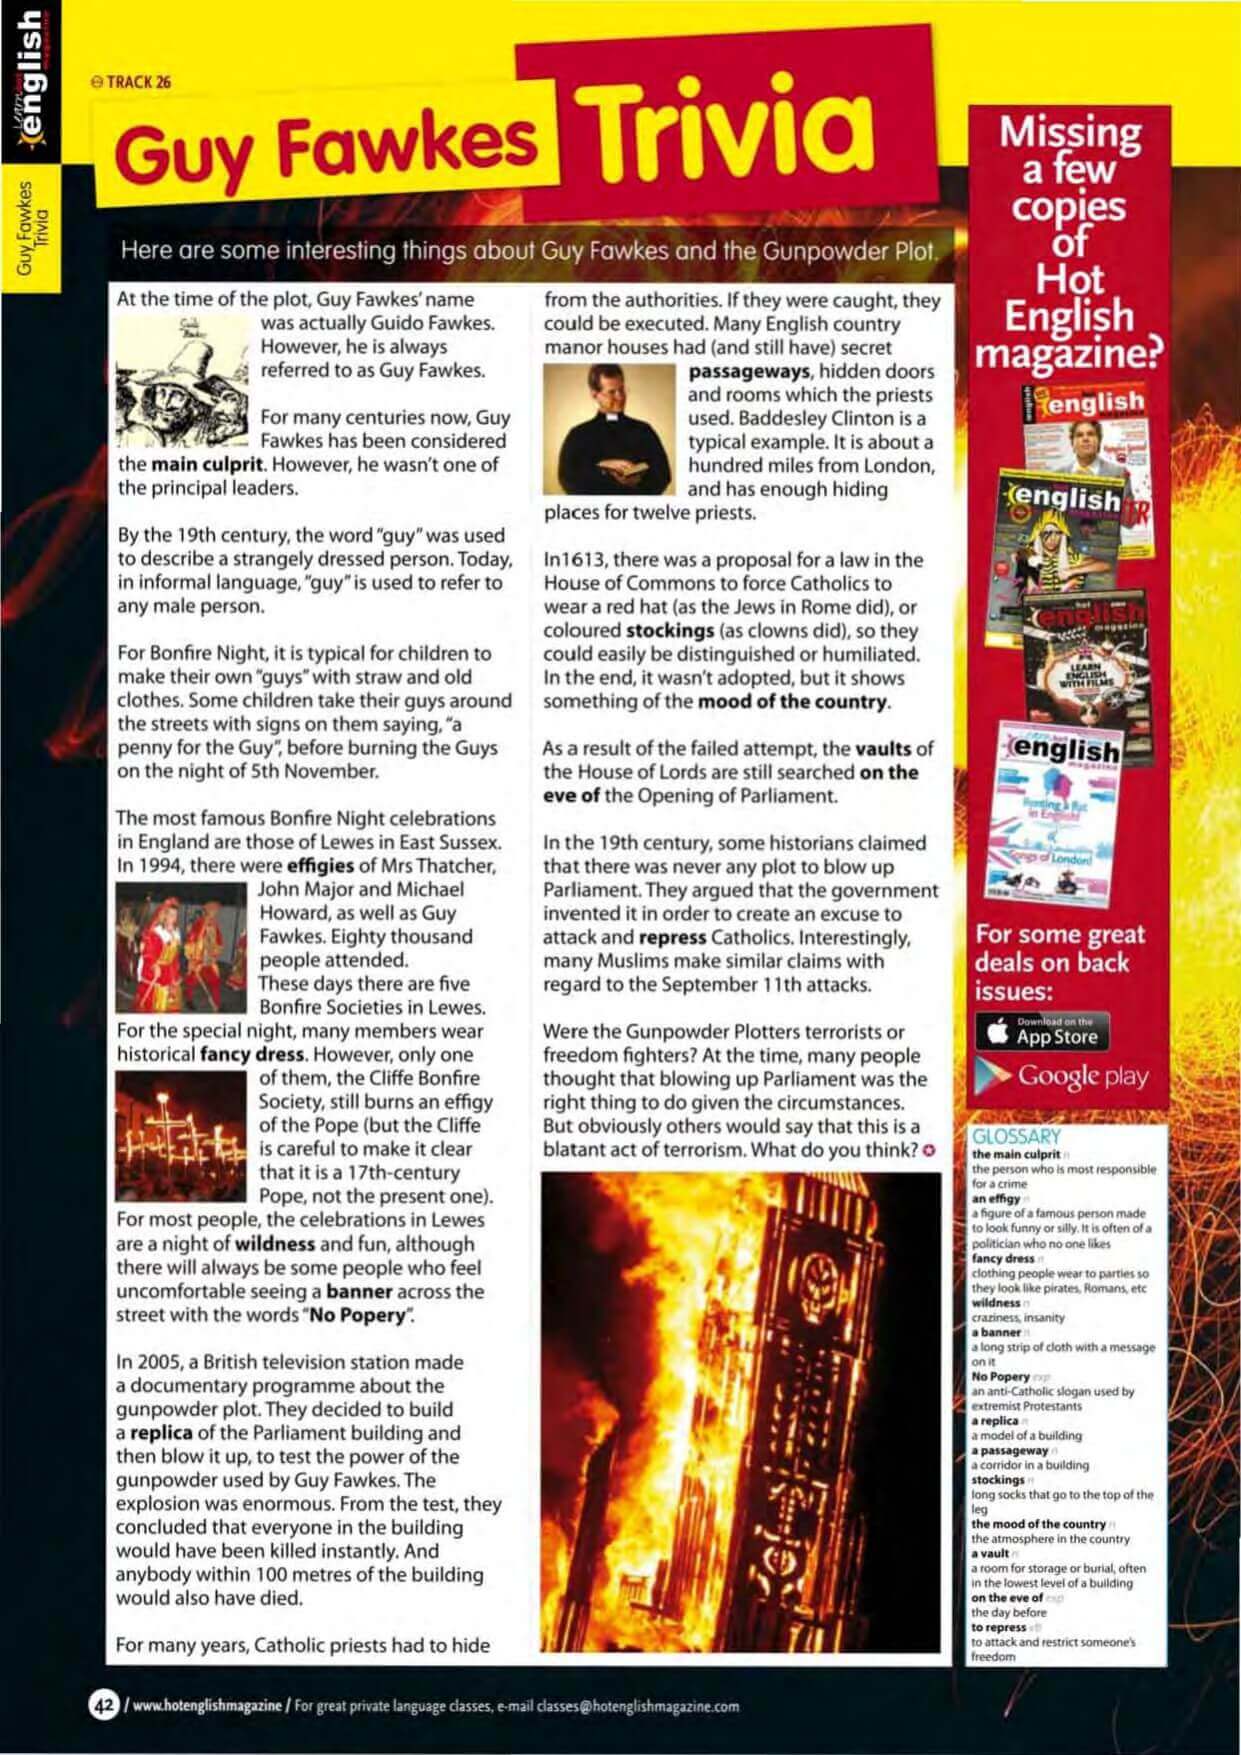 Learn hot
english
magazine
Guy Fawkes
Trivia
TRACK 26
Guy Fawkes Trivia
Here are some interesting things about Guy Fawkes and the Gunpowder Plot.
At the time of the plot, Guy Fawkes’ name
was actually Guido Fawkes.
However, he is always
referred to as Guy Fawkes.
For many centuries now, Guy
Fawkes has been considered
the main culprit. However, he wasn’t one of
the principal leaders.
By the 19th century, the word “guy” was used
to describe a strangely dressed person. Today,
in informal language, “guy” is used to refer to
any male person.
For Bonfire Night, it is typical for children to
make their own “guys” with straw and old
clothes. Some children take their guys around
the streets with signs on them saying, “a
penny for the Guy”, before burning the Guys
on the night of 5th November.
The most famous Bonfire Night celebrations
in England are those of Lewes in East Sussex.
In 1994, there were effigies of Mrs Thatcher,
John Major and Michael
Howard, as well as Guy
Fawkes. Eighty thousand
people attended.
These days there are five
Bonfire Societies in Lewes.
For the special night, many members wear
historical fancy dress. However, only one
of them, the Cliffe Bonfire
Society, still burns an effigy
of the Pope (but the Cliffe
is careful to make it clear
that it is a 17th-century
Pope, not the present one).
For most people, the celebrations in Lewes
are a night of wildness and fun, although
there will always be some people who feel
uncomfortable seeing a banner across the
street with the words “No Popery”.
In 2005, a British television station made
a documentary programme about the
gunpowder plot. They decided to build
a replica of the Parliament building and
then blow it up, to test the power of the
gunpowder used by Guy Fawkes. The
explosion was enormous. From the test, they
concluded that everyone in the building
would have been killed instantly. And
anybody within 100 metres of the building
would also have died.
For many years, Catholic priests had to hide
from the authorities. If they were caught, they
could be executed. Many English country
manor houses had (and still have) secret
passageways, hidden doors
and rooms which the priests
used. Baddesley Clinton is a
typical example. It is about a
hundred miles from London,
and has enough hiding
places for twelve priests.
In1613, there was a proposal for a law in the
House of Commons to force Catholics to
wear a red hat (as the Jews in Rome did), or
coloured stockings (as clowns did), so they
could easily be distinguished or humiliated.
In the end, it wasn’t adopted, but it shows
something of the mood of the country.
As a result of the failed attempt, the vaults of
the House of Lords are still searched on the
eve of the Opening of Parliament.
In the 19th century, some historians claimed
that there was never any plot to blow up
Parliament. They argued that the government
invented it in order to create an excuse to
attack and repress Catholics. Interestingly,
many Muslims make similar claims with
regard to the September 11th attacks.
Were the Gunpowder Plotters terrorists or
freedom fighters? At the time, many people
thought that blowing up Parliament was the
right thing to do given the circumstances.
But obviously others would say that this is a
blatant act of terrorism. What do you think?
Missing
a few
copies
of
Hot
English
magazine?
english
english
english
magazine
LEARN
ENGLISH
WITH FILMS
english
magazine
Renting a flat
in English!
Songs of London!
For some great
deals on back
issues:
Download on the
App Store
Google play
GLOSSARY
the main culprit n
the person who is most responsible
for a crime
an effigy n
a figure of a famous person made
to look funny or silly. It is often of a
politician who no one likes
fancy dress n
clothing people wear to parties so
they look like pirates, Romans, etc
wildness n
craziness, insanity
a banner n
a long strip of cloth with a message
on it
No Popery exp
an anti-Catholic slogan used by
extremist Protestants
a replica n
a model of a building
a passageway n
a corridor in a building
stockings n
long socks that go to the top of the
leg
the mood of the country n
the atmosphere in the country
a vault n
a room for storage or burial, often
in the lowest level of a building
on the eve of exp
the day before
to repress vb
to attack and restrict someone’s
freedom
42 / www.hotenglishmagazine / For great private language classes, e-mail classes@hotenglishmagazine.com